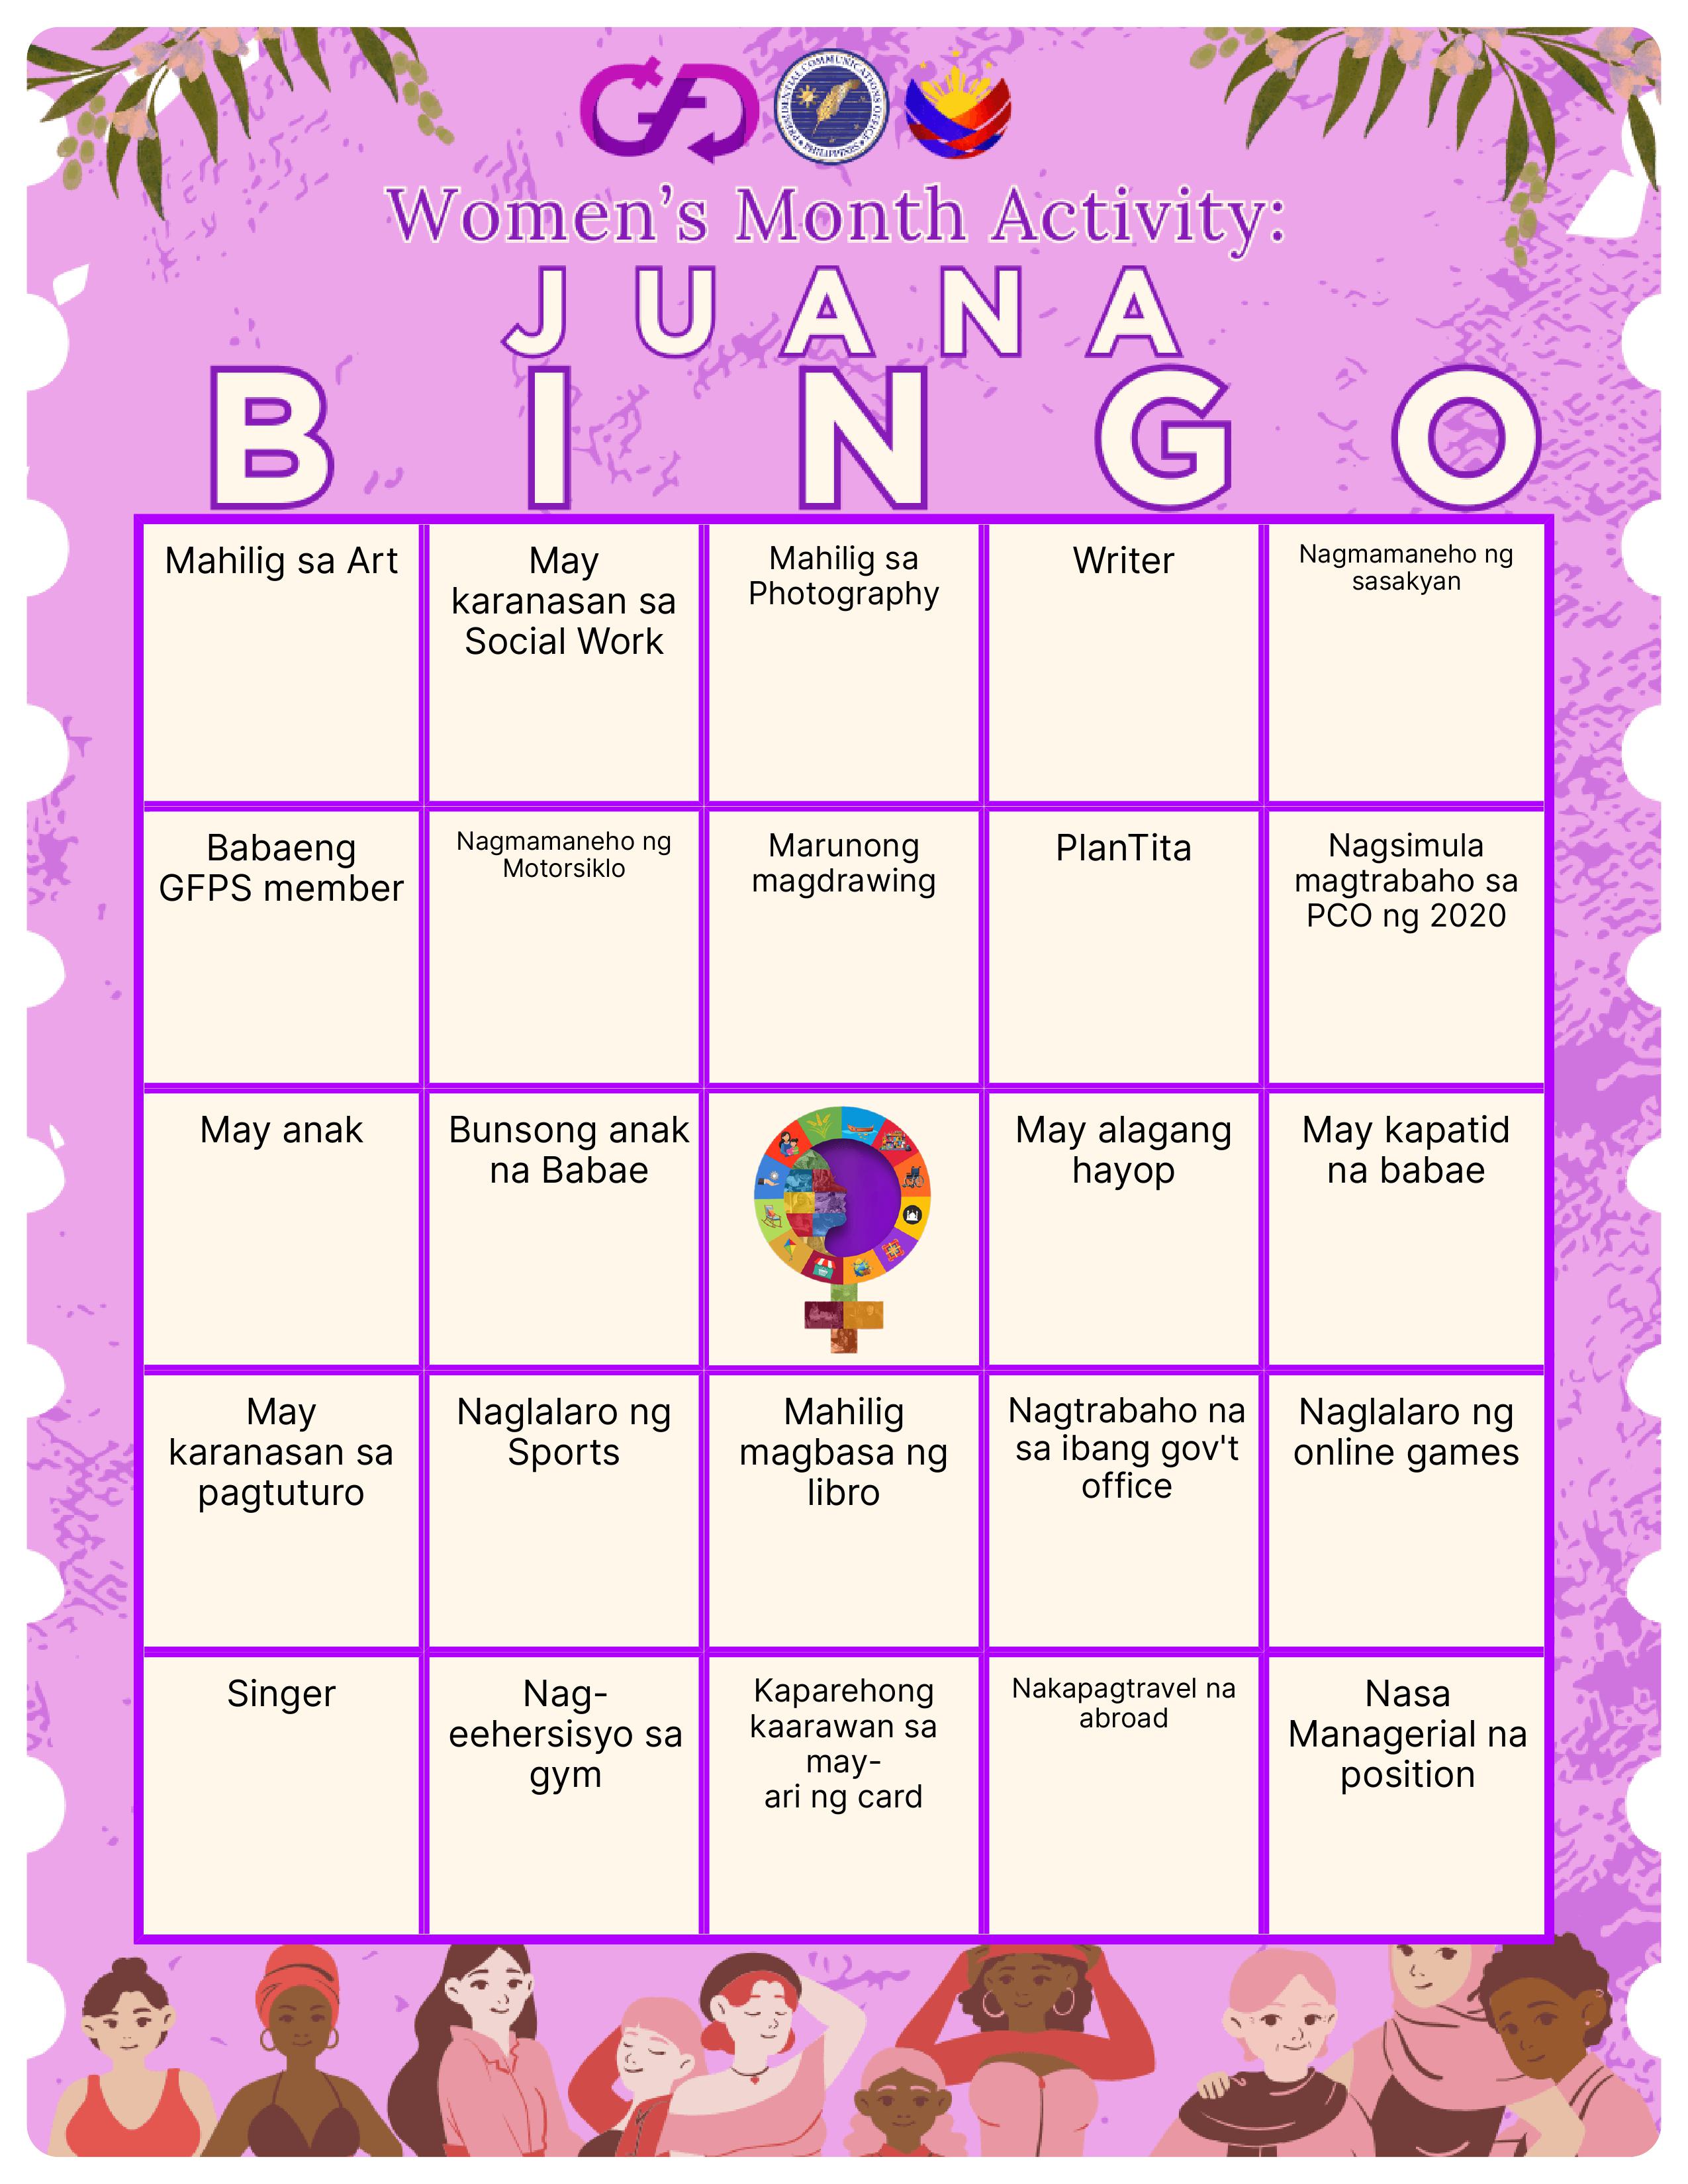 PRESIDENTIAL COMMUNICATIONS OFFICE
PHILIPPINES
Women's Month Activity:
JUANA
BINGO
Mahilig sa Art
May
karanasan sa
Social Work
Mahilig sa
Photography
Writer
Nagmamaneho ng
sasakyan
Babaeng
GFPS member
Nagmamaneho ng
Motorsiklo
Marunong
magdrawing
PlanTita
Nagsimula
magtrabaho sa
PCO ng 2020
May anak
Bunsong anak
na Babae
May alagang
hayop
May kapatid
na babae
May
karanasan sa
pagtuturo
Naglalaro ng
Sports
Mahilig
magbasa ng
libro
Nagtrabaho na
sa ibang gov't
office
Naglalaro ng
online games
Singer
Nag-
eehersisyo sa
gym
Kaparehong
kaarawan sa
may-
ari ng card
Nakapagtravel na
abroad
Nasa
Managerial na
position